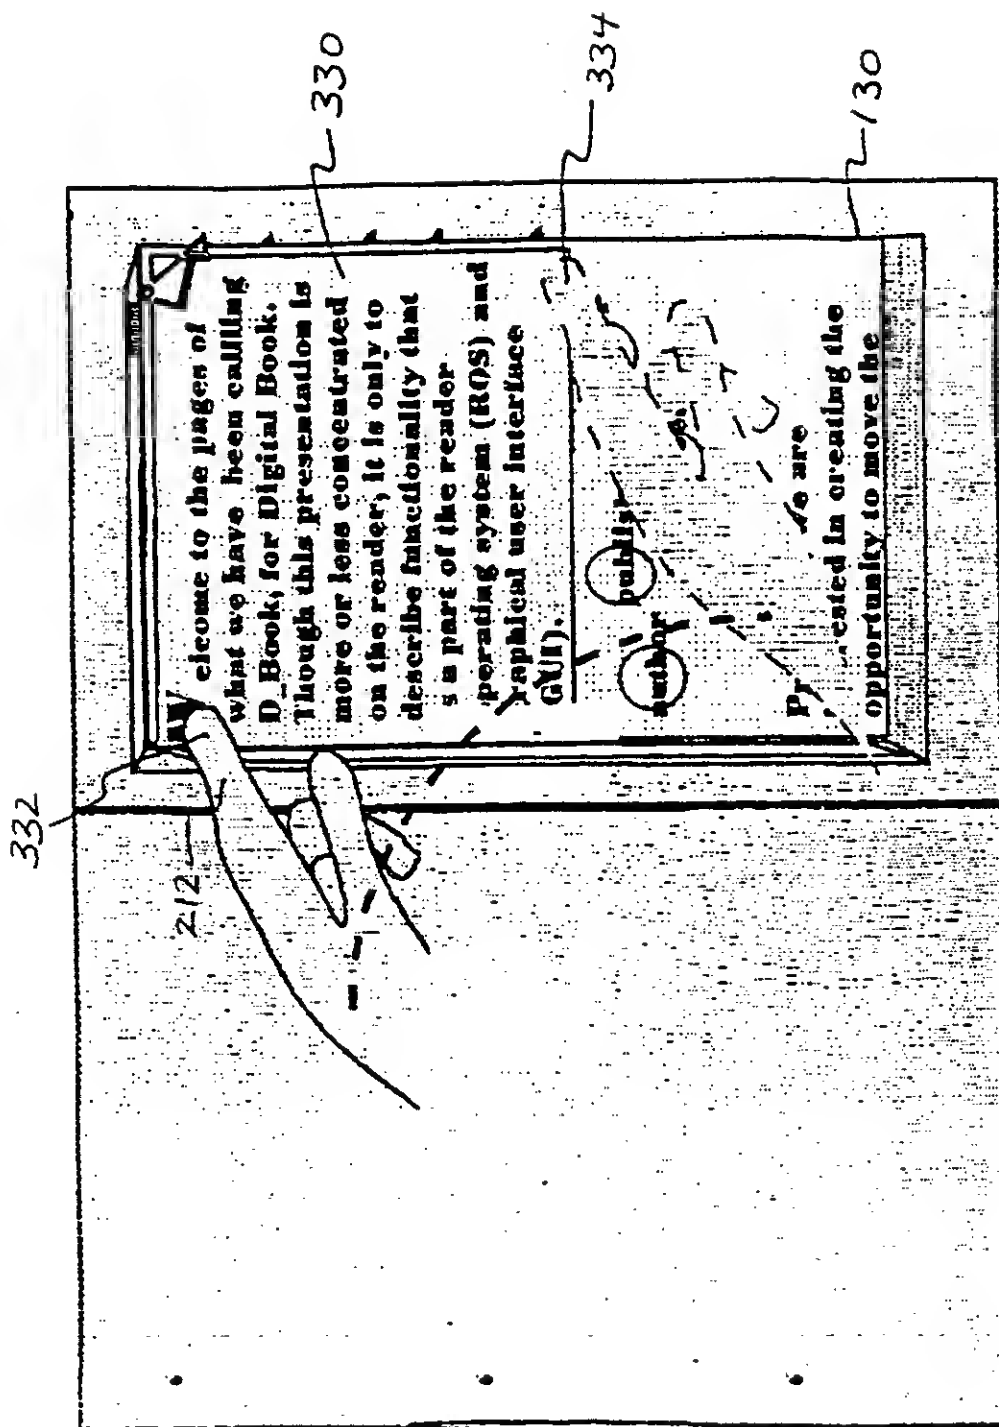 W elcome to the pages of
what we have been calling
D_Book, for Digital Book.
Though this presentation is
more or less concentrated
on the reader, it is only to
describe functionality that
s a part of the reader
perating system (ROS) and
raphical user interface
GUI).
author
We are
ested in creating the
opportunity to move the
332
212
330
334
130